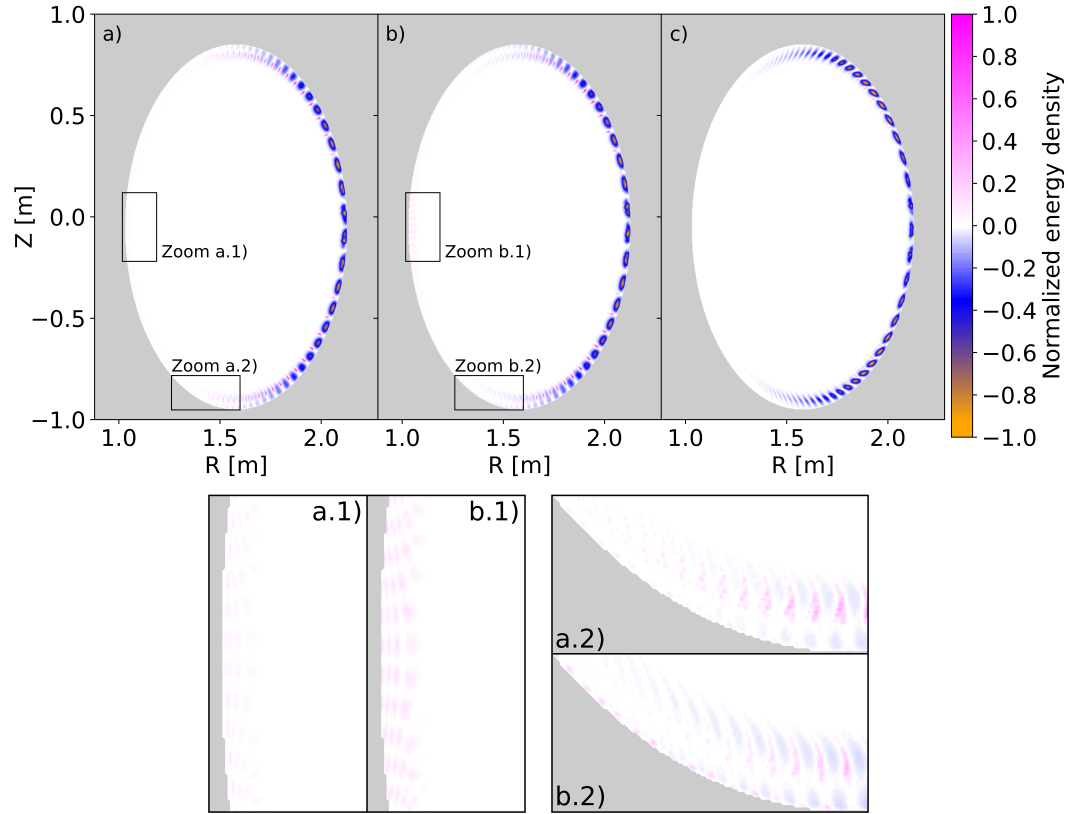 a)
b)
c)
1.0
0.5
0.0
−0.5
−1.0
Z [m]
Zoom a.1)
Zoom b.1)
Zoom a.2)
Zoom b.2)
1.0 1.5 2.0
1.0 1.5 2.0
1.0 1.5 2.0
R [m]
R [m]
R [m]
1.0
0.8
0.6
0.4
0.2
0.0
−0.2
−0.4
−0.6
−0.8
−1.0
Normalized energy density
a.1)
b.1)
a.2)
b.2)